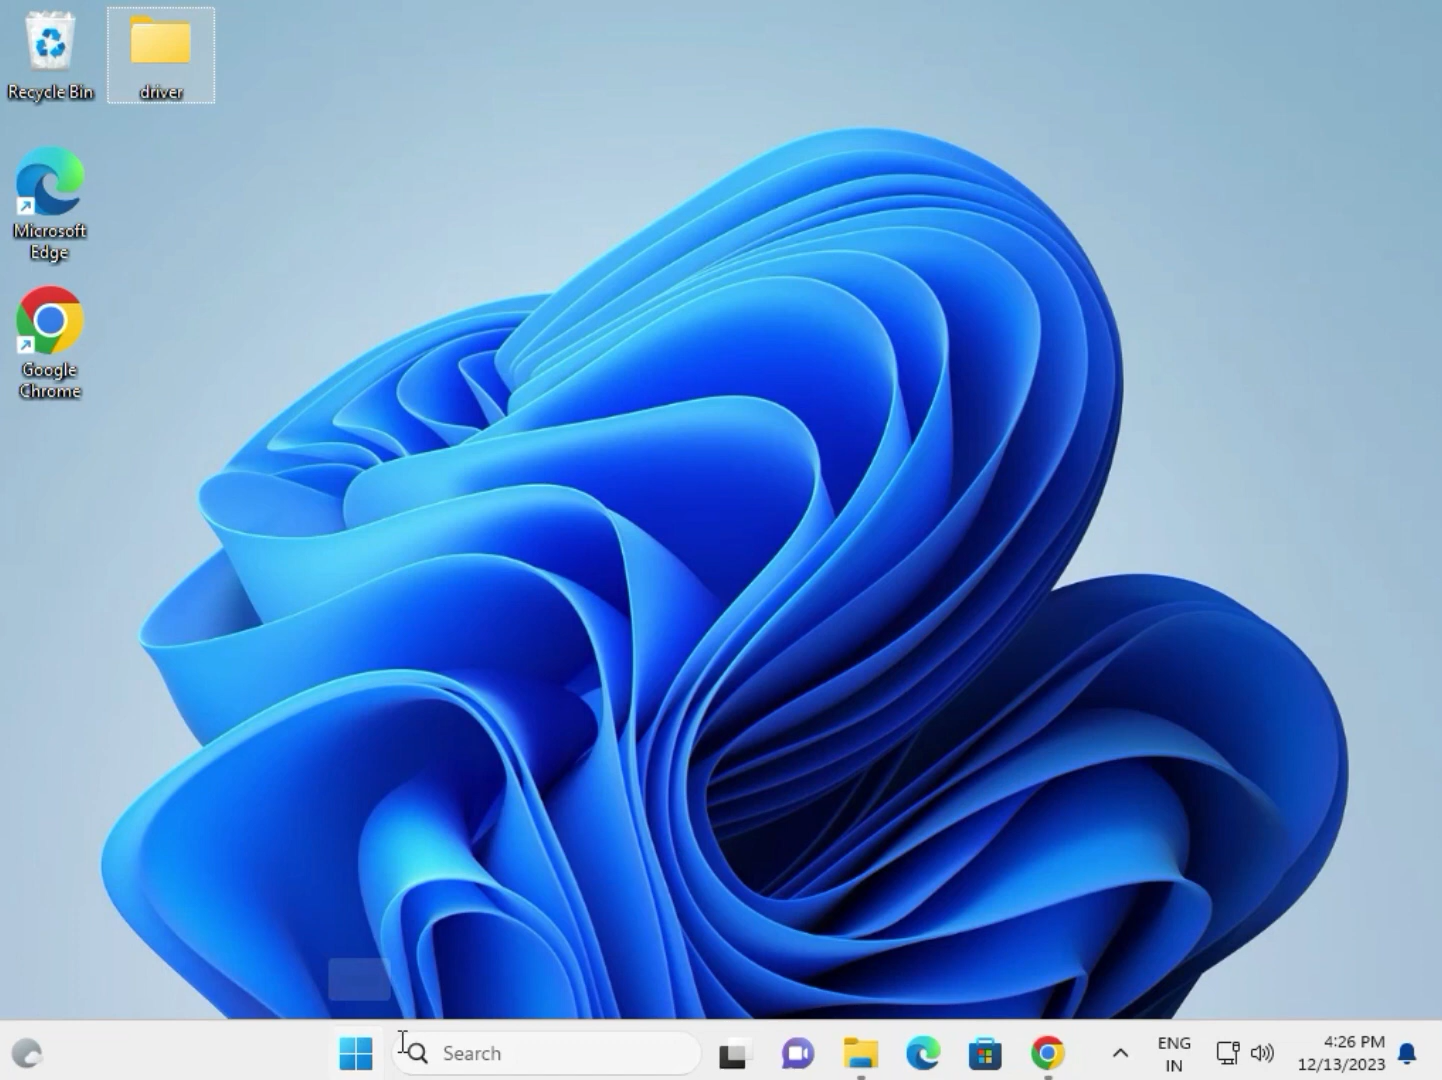 Recycle Bin
driver
Microsoft
Edge
Google
Chrome
Search
ENG
IN
4:26 PM
12/13/2023